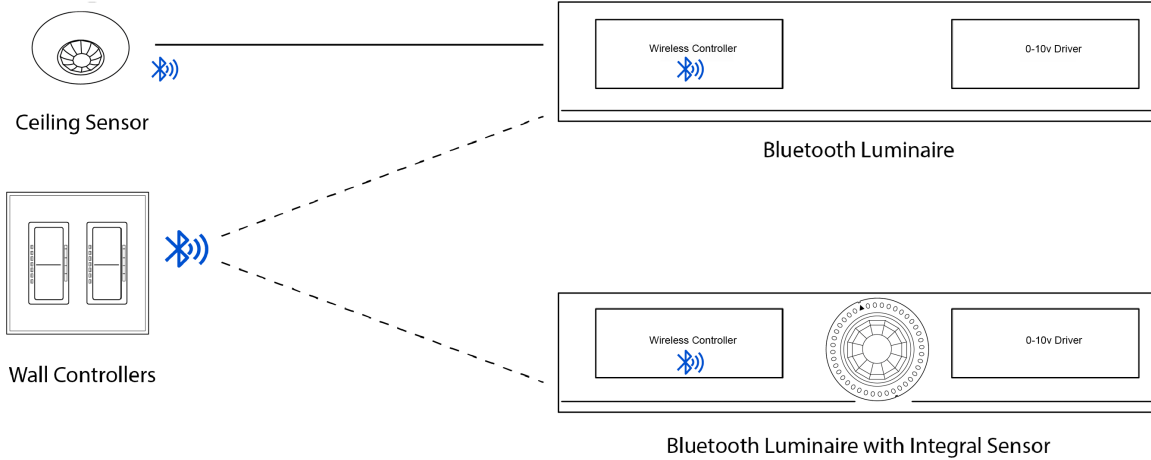 Wireless Controller
0-10v Driver
Ceiling Sensor
Bluetooth Luminaire
Wireless Controller
0-10v Driver
Wall Controllers
Bluetooth Luminaire with Integral Sensor